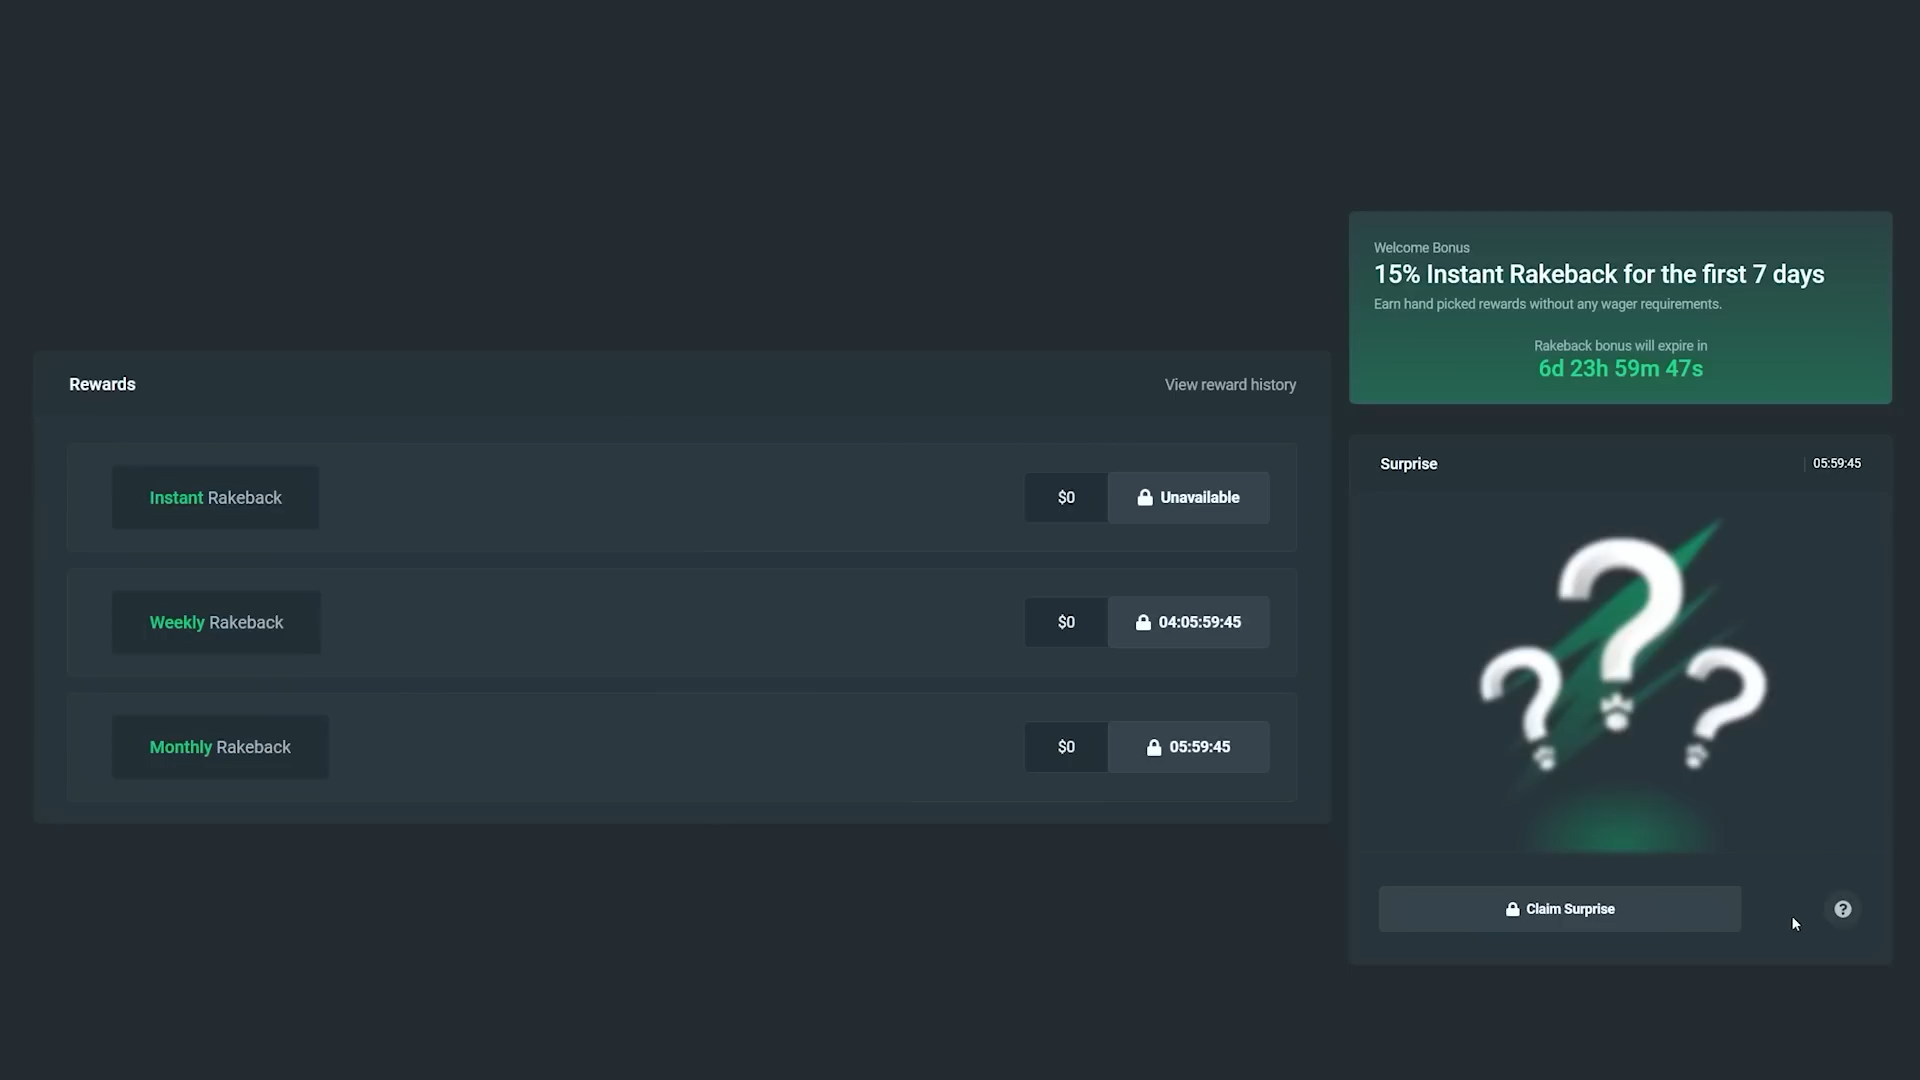 Rewards
View reward history
Instant Rakeback
$0
Unavailable
Weekly Rakeback
$0
04:05:59:45
Monthly Rakeback
$0
05:59:45
Welcome Bonus
15% Instant Rakeback for the first 7 days
Earn hand picked rewards without any wager requirements.
Rakeback bonus will expire in
6d 23h 59m 47s
Surprise
05:59:45
Claim Surprise